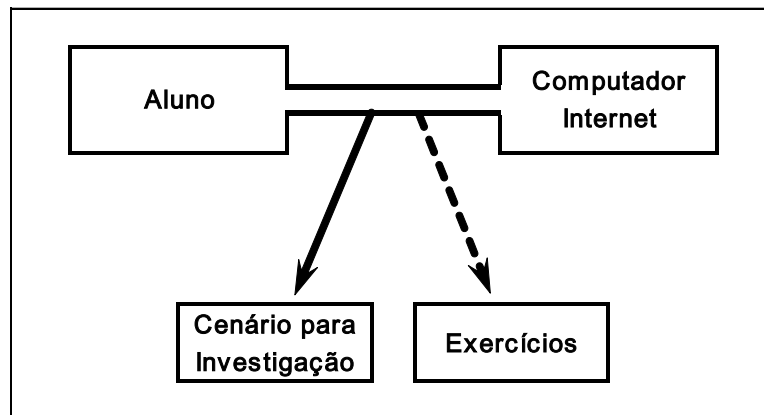 Aluno
Computador
Internet
Cenário para
Investigação
Exercícios